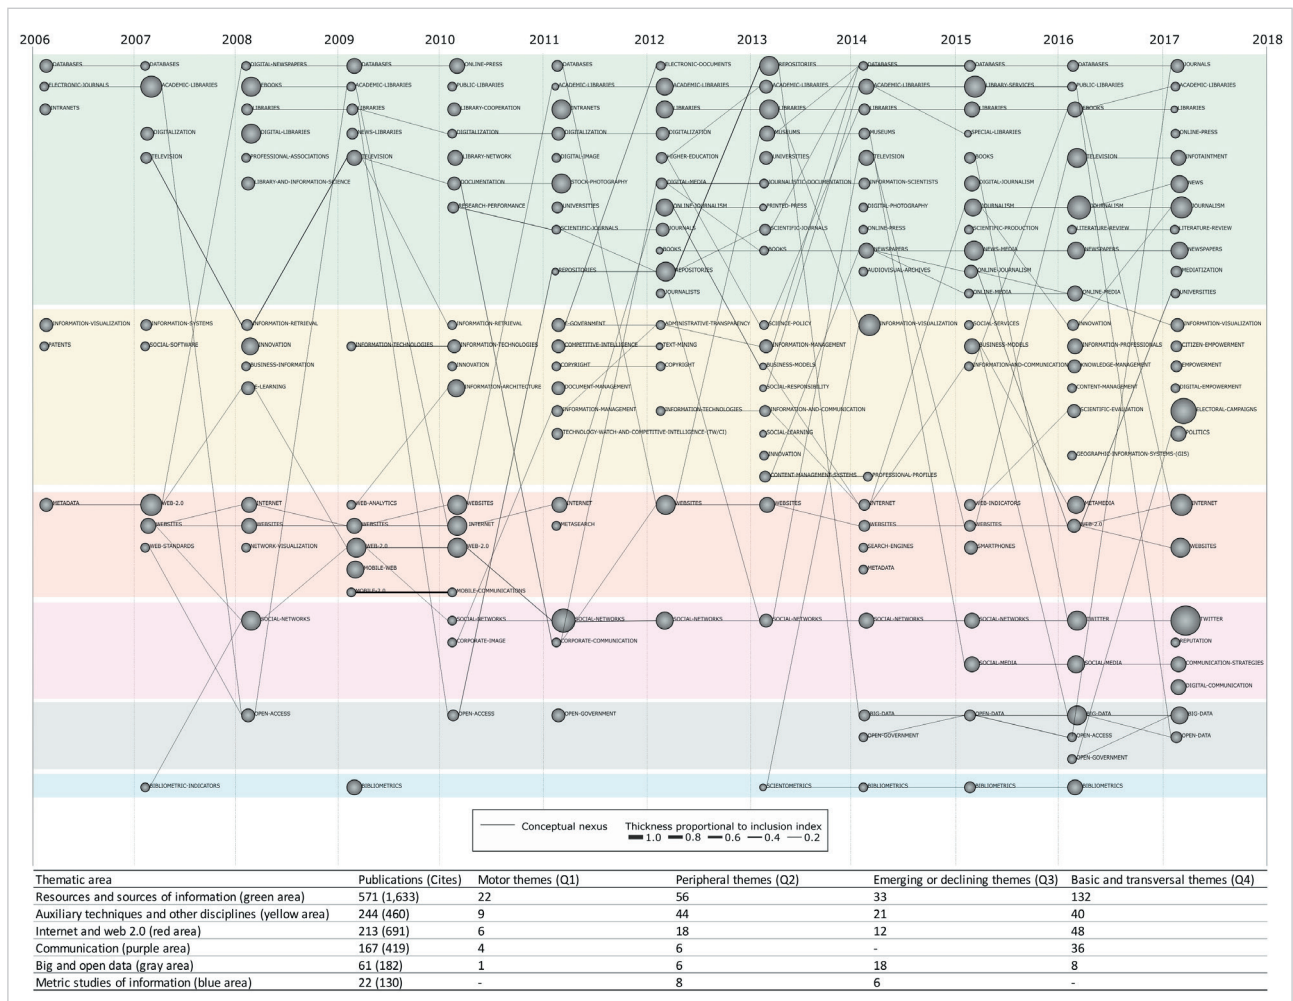 2006 2007 2008 2009 2010 2011 2012 2013 2014 2015 2016 2017 2018
DATABASES DATABASES DIGITAL-NEWSPAPERS DATABASES ONLINE-PRESS DATABASES ELECTRONIC-DOCUMENTS REPOSITORIES DATABASES DATABASES DATABASES JOURNALS
ELECTRONIC-JOURNALS ACADEMIC-LIBRARIES EBOOKS ACADEMIC-LIBRARIES PUBLIC-LIBRARIES ACADEMIC-LIBRARIES ACADEMIC-LIBRARIES ACADEMIC-LIBRARIES ACADEMIC-LIBRARIES LIBRARY-SERVICES PUBLIC-LIBRARIES ACADEMIC-LIBRARIES
INTRANETS LIBRARIES LIBRARIES LIBRARY-COOPERATION INTRANETS LIBRARIES LIBRARIES LIBRARIES LIBRARIES EBOOKS LIBRARIES
DIGITALIZATION DIGITAL-LIBRARIES NEWS-LIBRARIES DIGITALIZATION DIGITALIZATION DIGITALIZATION MUSEUMS MUSEUMS SPECIAL-LIBRARIES ONLINE-PRESS
TELEVISION PROFESSIONAL-ASSOCIATIONS TELEVISION LIBRARY-NETWORK DIGITAL-IMAGE HIGHER-EDUCATION UNIVERSITIES TELEVISION BOOKS TELEVISION INFOTAINMENT
LIBRARY-AND-INFORMATION-SCIENCE DOCUMENTATION STOCK-PHOTOGRAPHY DIGITAL-MEDIA JOURNALISTIC-DOCUMENTATION INFORMATION-SCIENTISTS DIGITAL-JOURNALISM NEWS
RESEARCH-PERFORMANCE UNIVERSITIES ONLINE-JOURNALISM PRINTED-PRESS DIGITAL-PHOTOGRAPHY JOURNALISM JOURNALISM JOURNALISM
SCIENTIFIC-JOURNALS JOURNALS SCIENTIFIC-JOURNALS ONLINE-PRESS SCIENTIFIC-PRODUCTION LITERATURE-REVIEW LITERATURE-REVIEW
BOOKS BOOKS NEWSPAPERS NEWS-MEDIA NEWSPAPERS NEWSPAPERS
REPOSITORIES REPOSITORIES AUDIOVISUAL-ARCHIVES ONLINE-JOURNALISM MEDIATIZATION
JOURNALISTS ONLINE-MEDIA ONLINE-MEDIA UNIVERSITIES
INFORMATION-VISUALIZATION INFORMATION-SYSTEMS INFORMATION-RETRIEVAL INFORMATION-RETRIEVAL E-GOVERNMENT ADMINISTRATIVE-TRANSPARENCY SCIENCE-POLICY INFORMATION-VISUALIZATION SOCIAL-SERVICES INNOVATION INFORMATION-VISUALIZATION
PATENTS SOCIAL-SOFTWARE INNOVATION INFORMATION-TECHNOLOGIES INFORMATION-TECHNOLOGIES COMPETITIVE-INTELLIGENCE TEXT-MINING INFORMATION-MANAGEMENT BUSINESS-MODELS INFORMATION-PROFESSIONALS CITIZEN-EMPOWERMENT
BUSINESS-INFORMATION INNOVATION COPYRIGHT COPYRIGHT BUSINESS-MODELS INFORMATION-AND-COMMUNICATION KNOWLEDGE-MANAGEMENT EMPOWERMENT
E-LEARNING INFORMATION-ARCHITECTURE DOCUMENT-MANAGEMENT SOCIAL-RESPONSIBILITY CONTENT-MANAGEMENT DIGITAL-EMPOWERMENT
INFORMATION-MANAGEMENT INFORMATION-TECHNOLOGIES INFORMATION-AND-COMMUNICATION SCIENTIFIC-EVALUATION ELECTORAL-CAMPAIGNS
TECHNOLOGY-WATCH-AND-COMPETITIVE-INTELLIGENCE-(TW/CI) SOCIAL-LEARNING POLITICS
INNOVATION GEOGRAPHIC-INFORMATION-SYSTEMS-(GIS)
CONTENT-MANAGEMENT-SYSTEMS PROFESSIONAL-PROFILES
METADATA WEB-2.0 INTERNET WEB-ANALYTICS WEBSITES INTERNET WEBSITES WEBSITES INTERNET WEB-INDICATORS METAMEDIA INTERNET
WEBSITES WEBSITES WEBSITES INTERNET METASEARCH WEBSITES WEBSITES WEB-2.0
WEB-STANDARDS NETWORK-VISUALIZATION WEB-2.0 WEB-2.0 SEARCH-ENGINES SMARTPHONES WEBSITES
MOBILE-WEB METADATA
MOBILE-2.0 MOBILE-COMMUNICATIONS
SOCIAL-NETWORKS SOCIAL-NETWORKS SOCIAL-NETWORKS SOCIAL-NETWORKS SOCIAL-NETWORKS SOCIAL-NETWORKS SOCIAL-NETWORKS TWITTER TWITTER
CORPORATE-IMAGE CORPORATE-COMMUNICATION REPUTATION
SOCIAL-MEDIA SOCIAL-MEDIA COMMUNICATION-STRATEGIES
DIGITAL-COMMUNICATION
OPEN-ACCESS OPEN-ACCESS OPEN-GOVERNMENT BIG-DATA OPEN-DATA BIG-DATA BIG-DATA
OPEN-GOVERNMENT OPEN-ACCESS OPEN-DATA
OPEN-GOVERNMENT
BIBLIOMETRIC-INDICATORS BIBLIOMETRICS SCIENTOMETRICS BIBLIOMETRICS BIBLIOMETRICS BIBLIOMETRICS
Conceptual nexus Thickness proportional to inclusion index
1.0 0.8 0.6 0.4 0.2
Thematic area Publications (Cites) Motor themes (Q1) Peripheral themes (Q2) Emerging or declining themes (Q3) Basic and transversal themes (Q4)
Resources and sources of information (green area) 571 (1,633) 22 56 33 132
Auxiliary techniques and other disciplines (yellow area) 244 (460) 9 44 21 40
Internet and web 2.0 (red area) 213 (691) 6 18 12 48
Communication (purple area) 167 (419) 4 6 - 36
Big and open data (gray area) 61 (182) 1 6 18 8
Metric studies of information (blue area) 22 (130) - 8 6 -